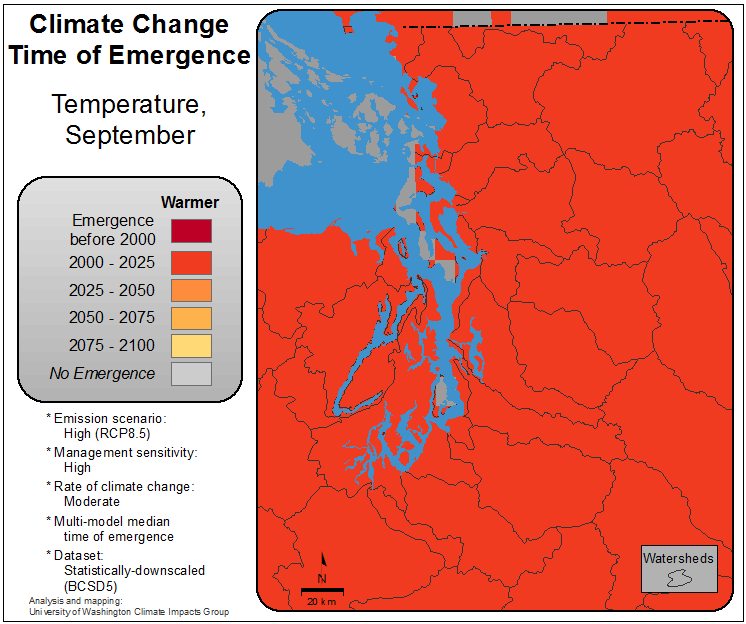 Climate Change
Time of Emergence
Temperature,
September
Warmer
Emergence
before 2000
2000 - 2025
2025 - 2050
2050 - 2075
2075 - 2100
No Emergence
* Emission scenario:
High (RCP8.5)
* Management sensitivity:
High
* Rate of climate change:
Moderate
* Multi-model median
time of emergence
* Dataset:
Statistically-downscaled
(BCSD5)
Analysis and mapping:
University of Washington Climate Impacts Group
N
20 km
Watersheds